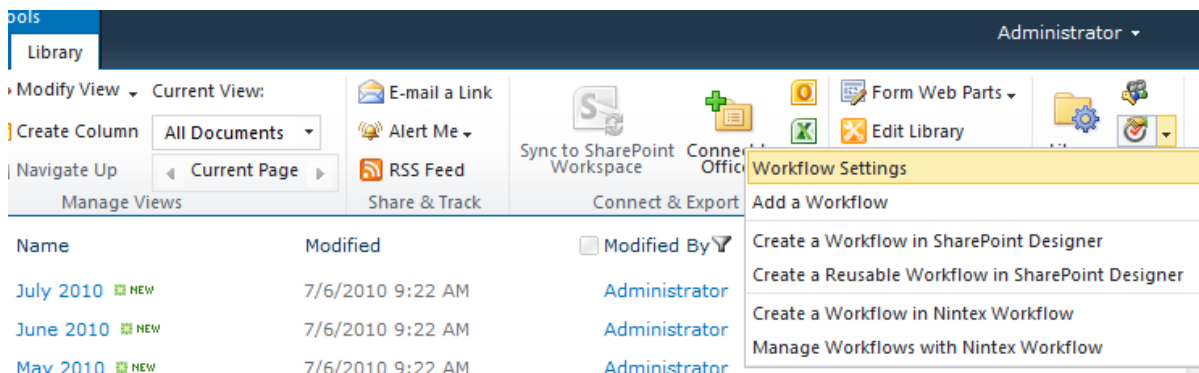 ools
Administrator
Library
Modify View
Current View:
E-mail a Link
Form Web Parts
Create Column
All Documents
Alert Me
Edit Library
Sync to SharePoint
Workspace
Navigate Up
Current Page
RSS Feed
Manage Views
Share & Track
Connect & Export
Workflow Settings
Add a Workflow
Create a Workflow in SharePoint Designer
Create a Reusable Workflow in SharePoint Designer
Create a Workflow in Nintex Workflow
Manage Workflows with Nintex Workflow
Name
Modified
Modified By
July 2010 NEW
7/6/2010 9:22 AM
Administrator
June 2010 NEW
7/6/2010 9:22 AM
Administrator
May 2010 NEW
7/6/2010 9:22 AM
Administrator